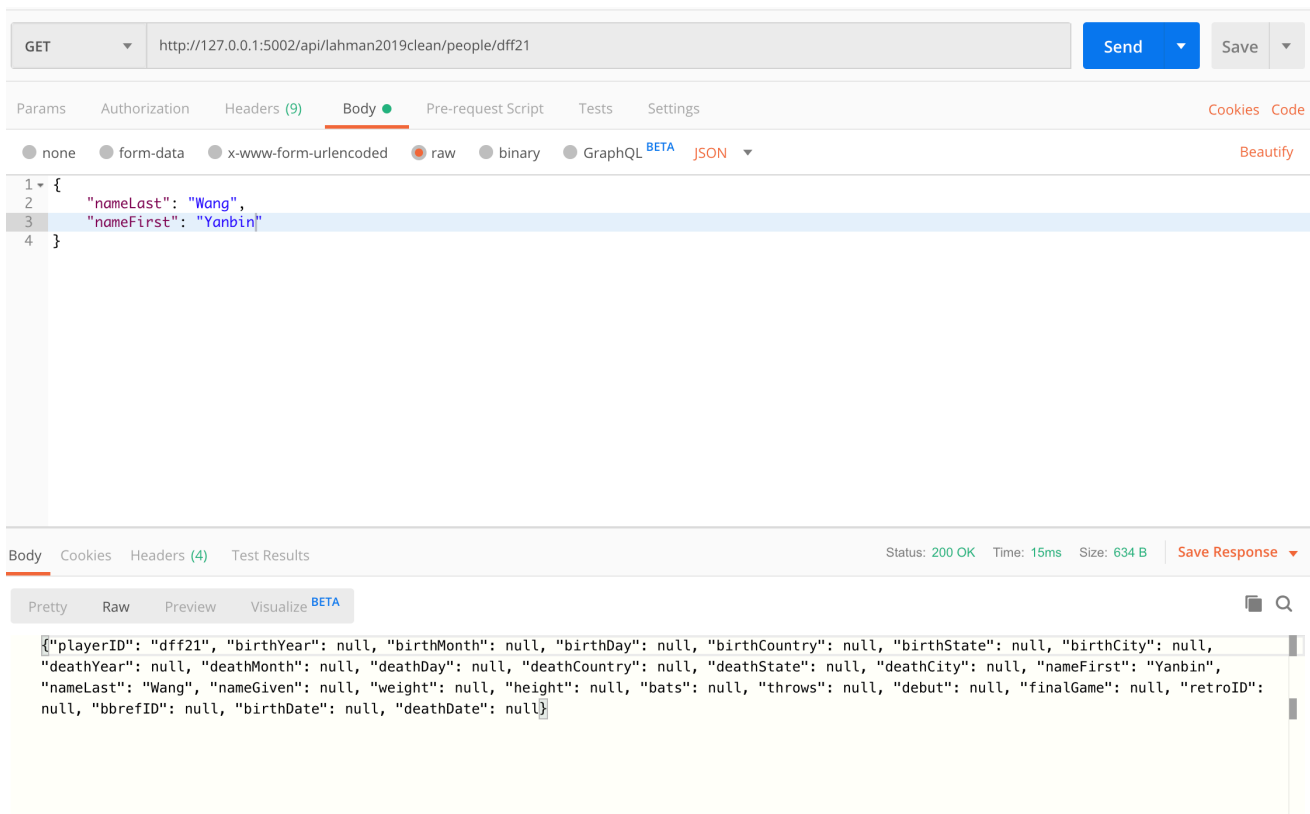 GET http://127.0.0.1:5002/api/lahman2019clean/people/dff21 Send Save
Params Authorization Headers (9) Body Pre-request Script Tests Settings Cookies Code
none form-data x-www-form-urlencoded raw binary GraphQL BETA JSON Beautify
1 {
2 "nameLast": "Wang",
3 "nameFirst": "Yanbin"
4 }
Body Cookies Headers (4) Test Results Status: 200 OK Time: 15ms Size: 634 B Save Response
Pretty Raw Preview Visualize BETA
{"playerID": "dff21", "birthYear": null, "birthMonth": null, "birthDay": null, "birthCountry": null, "birthState": null, "birthCity": null,
"deathYear": null, "deathMonth": null, "deathDay": null, "deathCountry": null, "deathState": null, "deathCity": null, "nameFirst": "Yanbin",
"nameLast": "Wang", "nameGiven": null, "weight": null, "height": null, "bats": null, "throws": null, "debut": null, "finalGame": null, "retroID":
null, "bbrefID": null, "birthDate": null, "deathDate": null}